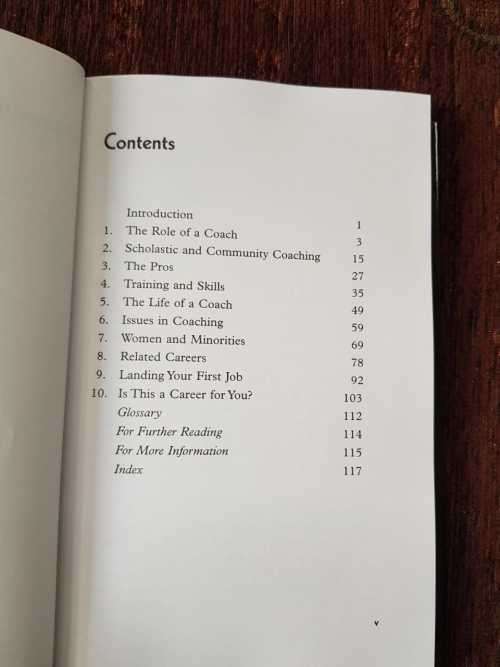 Contents
Introduction 1
1. The Role of a Coach 3
2. Scholastic and Community Coaching 15
3. The Pros 27
4. Training and Skills 35
5. The Life of a Coach 49
6. Issues in Coaching 59
7. Women and Minorities 69
8. Related Careers 78
9. Landing Your First Job 92
10. Is This a Career for You? 103
Glossary 112
For Further Reading 114
For More Information 115
Index 117
v